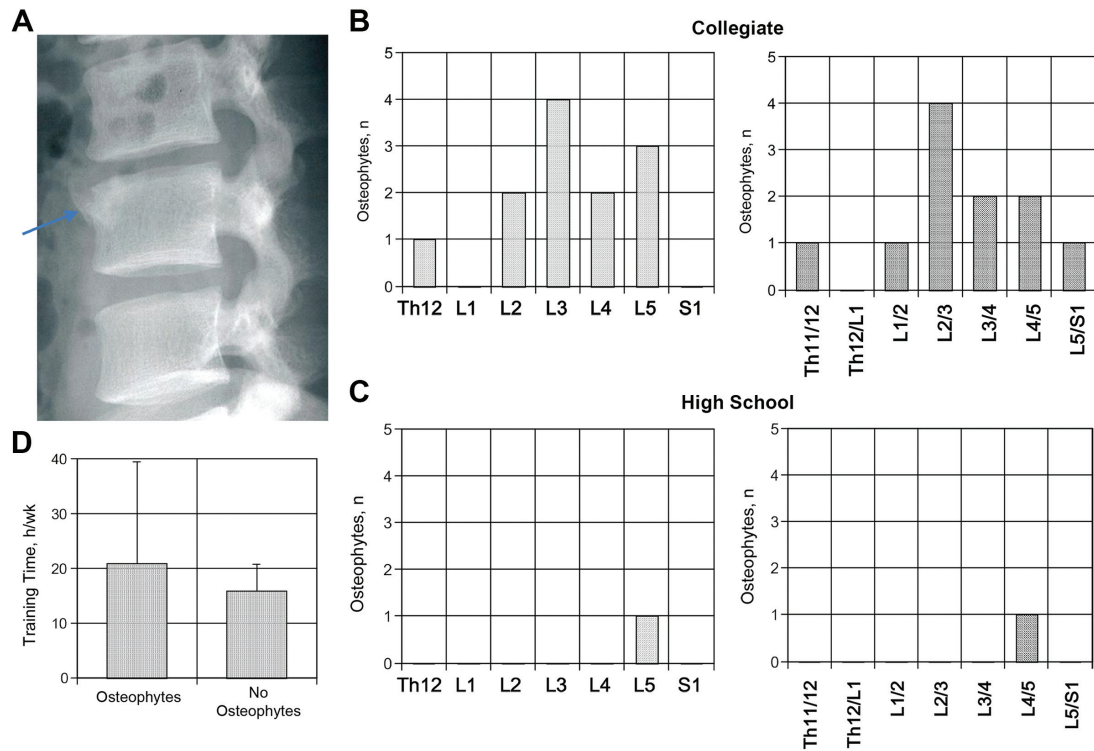 A
B
Collegiate
Osteophytes, n
5
4
3
2
1
0
Th12 L1 L2 L3 L4 L5 S1
Osteophytes, n
5
4
3
2
1
0
Th11/12 Th12/L1 L1/2 L2/3 L3/4 L4/5 L5/S1
C
High School
Osteophytes, n
5
4
3
2
1
0
Th12 L1 L2 L3 L4 L5 S1
Osteophytes, n
5
4
3
2
1
0
Th11/12 Th12/L1 L1/2 L2/3 L3/4 L4/5 L5/S1
D
Training Time, h/wk
40
30
20
10
0
Osteophytes
No
Osteophytes